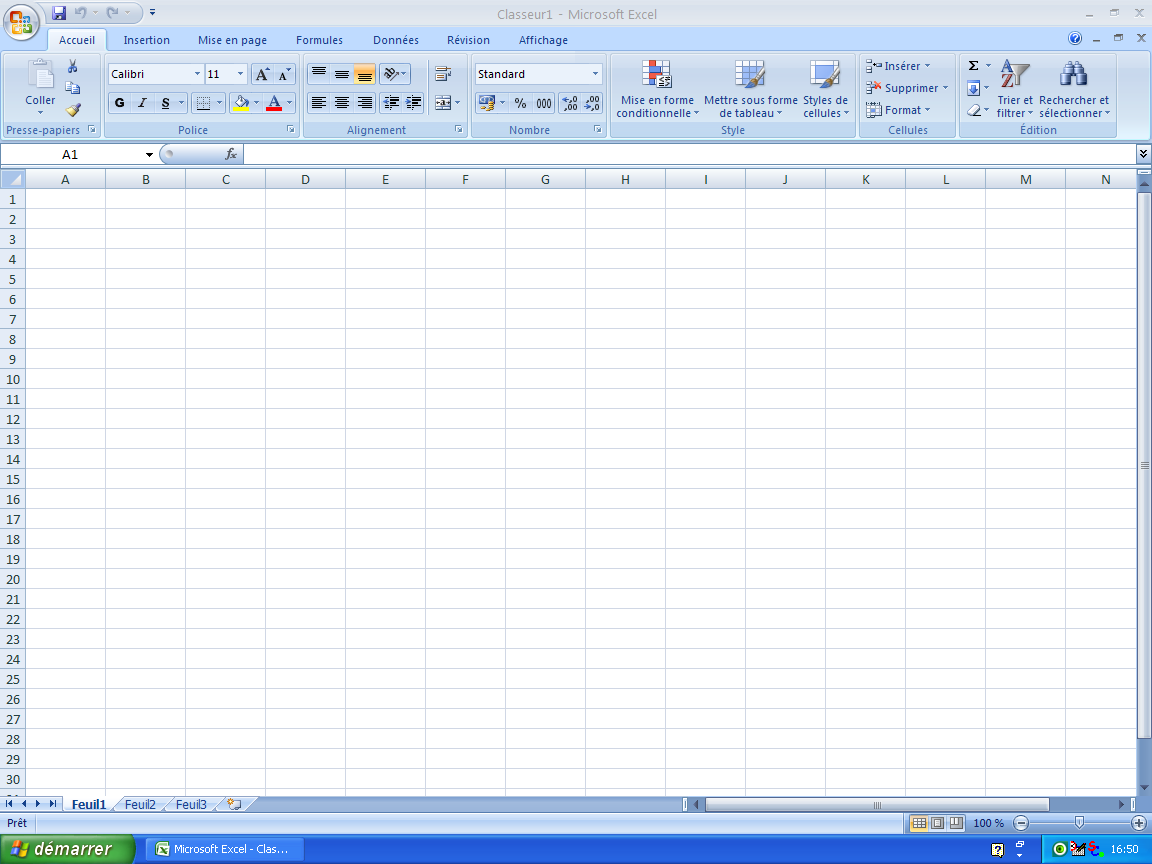 Classeur1 - Microsoft Excel
Accueil Insertion Mise en page Formules Données Révision Affichage
Calibri 11 Standard
Coller
G I S
% 000
Mise en forme conditionnelle
Mettre sous forme de tableau
Styles de cellules
Insérer
Supprimer
Format
Σ
Trier et filtrer
Rechercher et sélectionner
Presse-papiers Police Alignement Nombre Style Cellules Édition
A1 fx
A B C D E F G H I J K L M N
1
2
3
4
5
6
7
8
9
10
11
12
13
14
15
16
17
18
19
20
21
22
23
24
25
26
27
28
29
30
Feuil1 Feuil2 Feuil3
Prêt 100 %
démarrer Microsoft Excel - Clas... 16:50